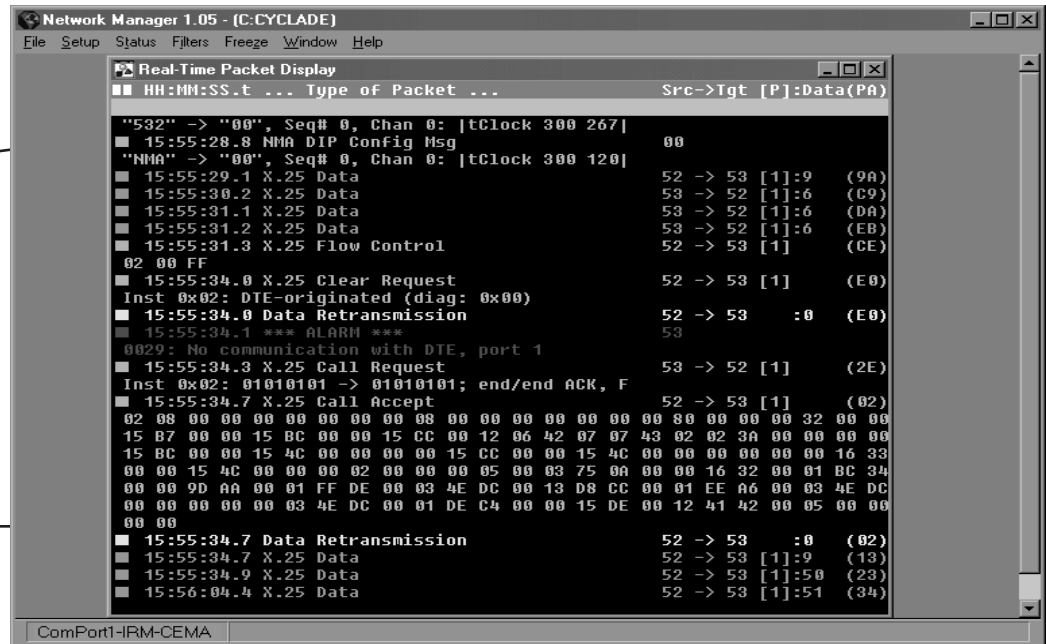 Network Manager 1.05 - (C:CYCLADE)
File Setup Status Filters Freeze Window Help
Real-Time Packet Display
HH:MM:SS.t ... Type of Packet ... Src->Tgt [P]:Data(PA)
"532" -> "00", Seq# 0, Chan 0: |tClock 300 267|
15:55:28.8 NMA DIP Config Msg 00
"NMA" -> "00", Seq# 0, Chan 0: |tClock 300 120|
15:55:29.1 X.25 Data 52 -> 53 [1]:9 (9A)
15:55:30.2 X.25 Data 53 -> 52 [1]:6 (C9)
15:55:31.1 X.25 Data 53 -> 52 [1]:6 (DA)
15:55:31.2 X.25 Data 53 -> 52 [1]:6 (EB)
15:55:31.3 X.25 Flow Control 52 -> 53 [1] (CE)
02 00 FF
15:55:34.0 X.25 Clear Request 52 -> 53 [1] (E0)
Inst 0x02: DTE-originated (diag: 0x00)
15:55:34.0 Data Retransmission 52 -> 53 :0 (E0)
15:55:34.1 *** ALARM *** 53
0029: No communication with DTE, port 1
15:55:34.3 X.25 Call Request 53 -> 52 [1] (2E)
Inst 0x02: 01010101 -> 01010101; end/end ACK, F
15:55:34.7 X.25 Call Accept 52 -> 53 [1] (02)
02 08 00 00 00 00 00 00 00 08 00 00 00 00 00 00 80 00 00 00 32 00 00
15 B7 00 00 15 BC 00 00 15 CC 00 12 06 42 07 07 43 02 02 3A 00 00 00 00
15 BC 00 00 15 4C 00 00 00 00 15 CC 00 00 15 4C 00 00 00 00 00 00 16 33
00 00 15 4C 00 00 00 02 00 00 00 05 00 03 75 0A 00 00 16 32 00 01 BC 34
00 00 9D AA 00 01 FF DE 00 03 4E DC 00 13 D8 CC 00 01 EE A6 00 03 4E DC
00 00 00 00 00 03 4E DC 00 01 DE C4 00 00 15 DE 00 12 41 42 00 05 00 00
00 00
15:55:34.7 Data Retransmission 52 -> 53 :0 (02)
15:55:34.7 X.25 Data 52 -> 53 [1]:9 (13)
15:55:34.9 X.25 Data 52 -> 53 [1]:50 (23)
15:56:04.4 X.25 Data 52 -> 53 [1]:51 (34)
ComPort1-IRM-CEMA